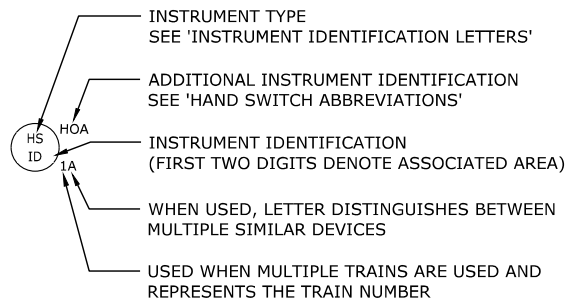 INSTRUMENT TYPE
SEE 'INSTRUMENT IDENTIFICATION LETTERS'
ADDITIONAL INSTRUMENT IDENTIFICATION
SEE 'HAND SWITCH ABBREVIATIONS'
HOA
HS
ID
INSTRUMENT IDENTIFICATION
(FIRST TWO DIGITS DENOTE ASSOCIATED AREA)
1A
WHEN USED, LETTER DISTINGUISHES BETWEEN
MULTIPLE SIMILAR DEVICES
USED WHEN MULTIPLE TRAINS ARE USED AND
REPRESENTS THE TRAIN NUMBER